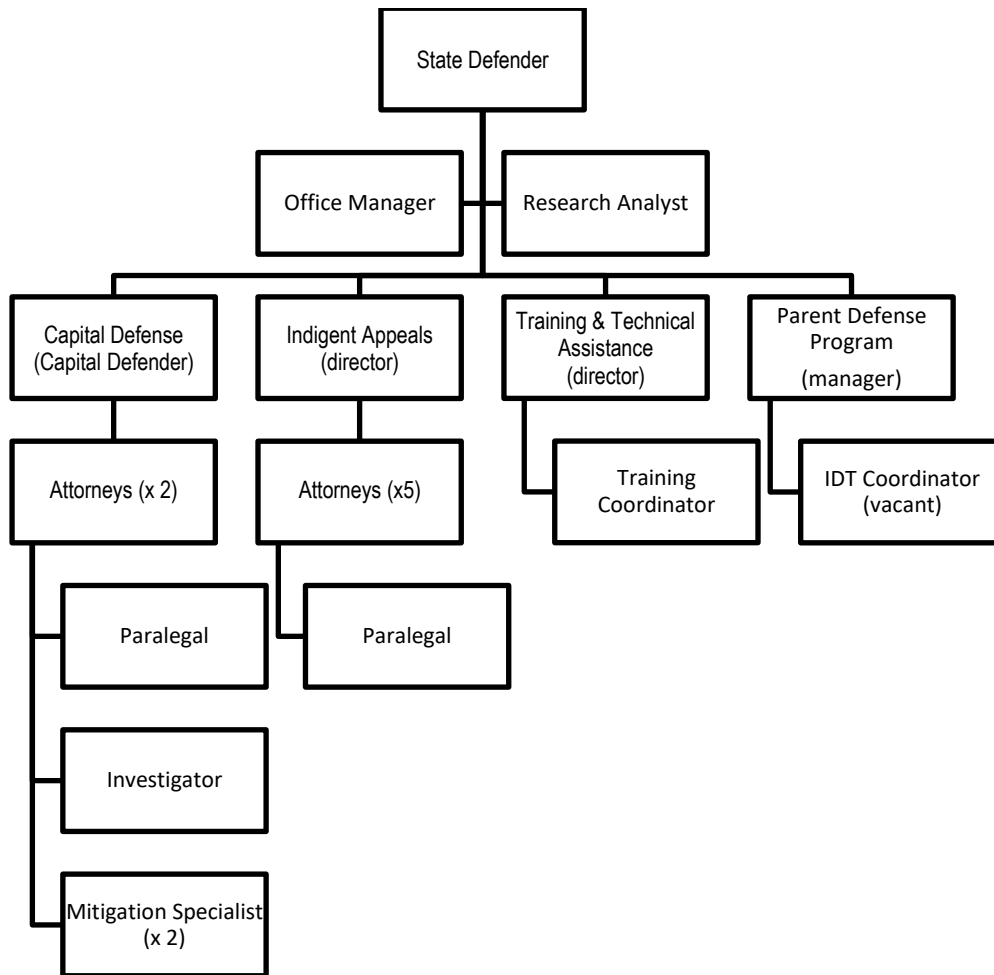 State Defender
Office Manager
Research Analyst
Capital Defense
(Capital Defender)
Indigent Appeals
(director)
Training & Technical
Assistance
(director)
Parent Defense
Program
(manager)
Attorneys (x 2)
Attorneys (x5)
Training
Coordinator
IDT Coordinator
(vacant)
Paralegal
Paralegal
Investigator
Mitigation Specialist
(x 2)